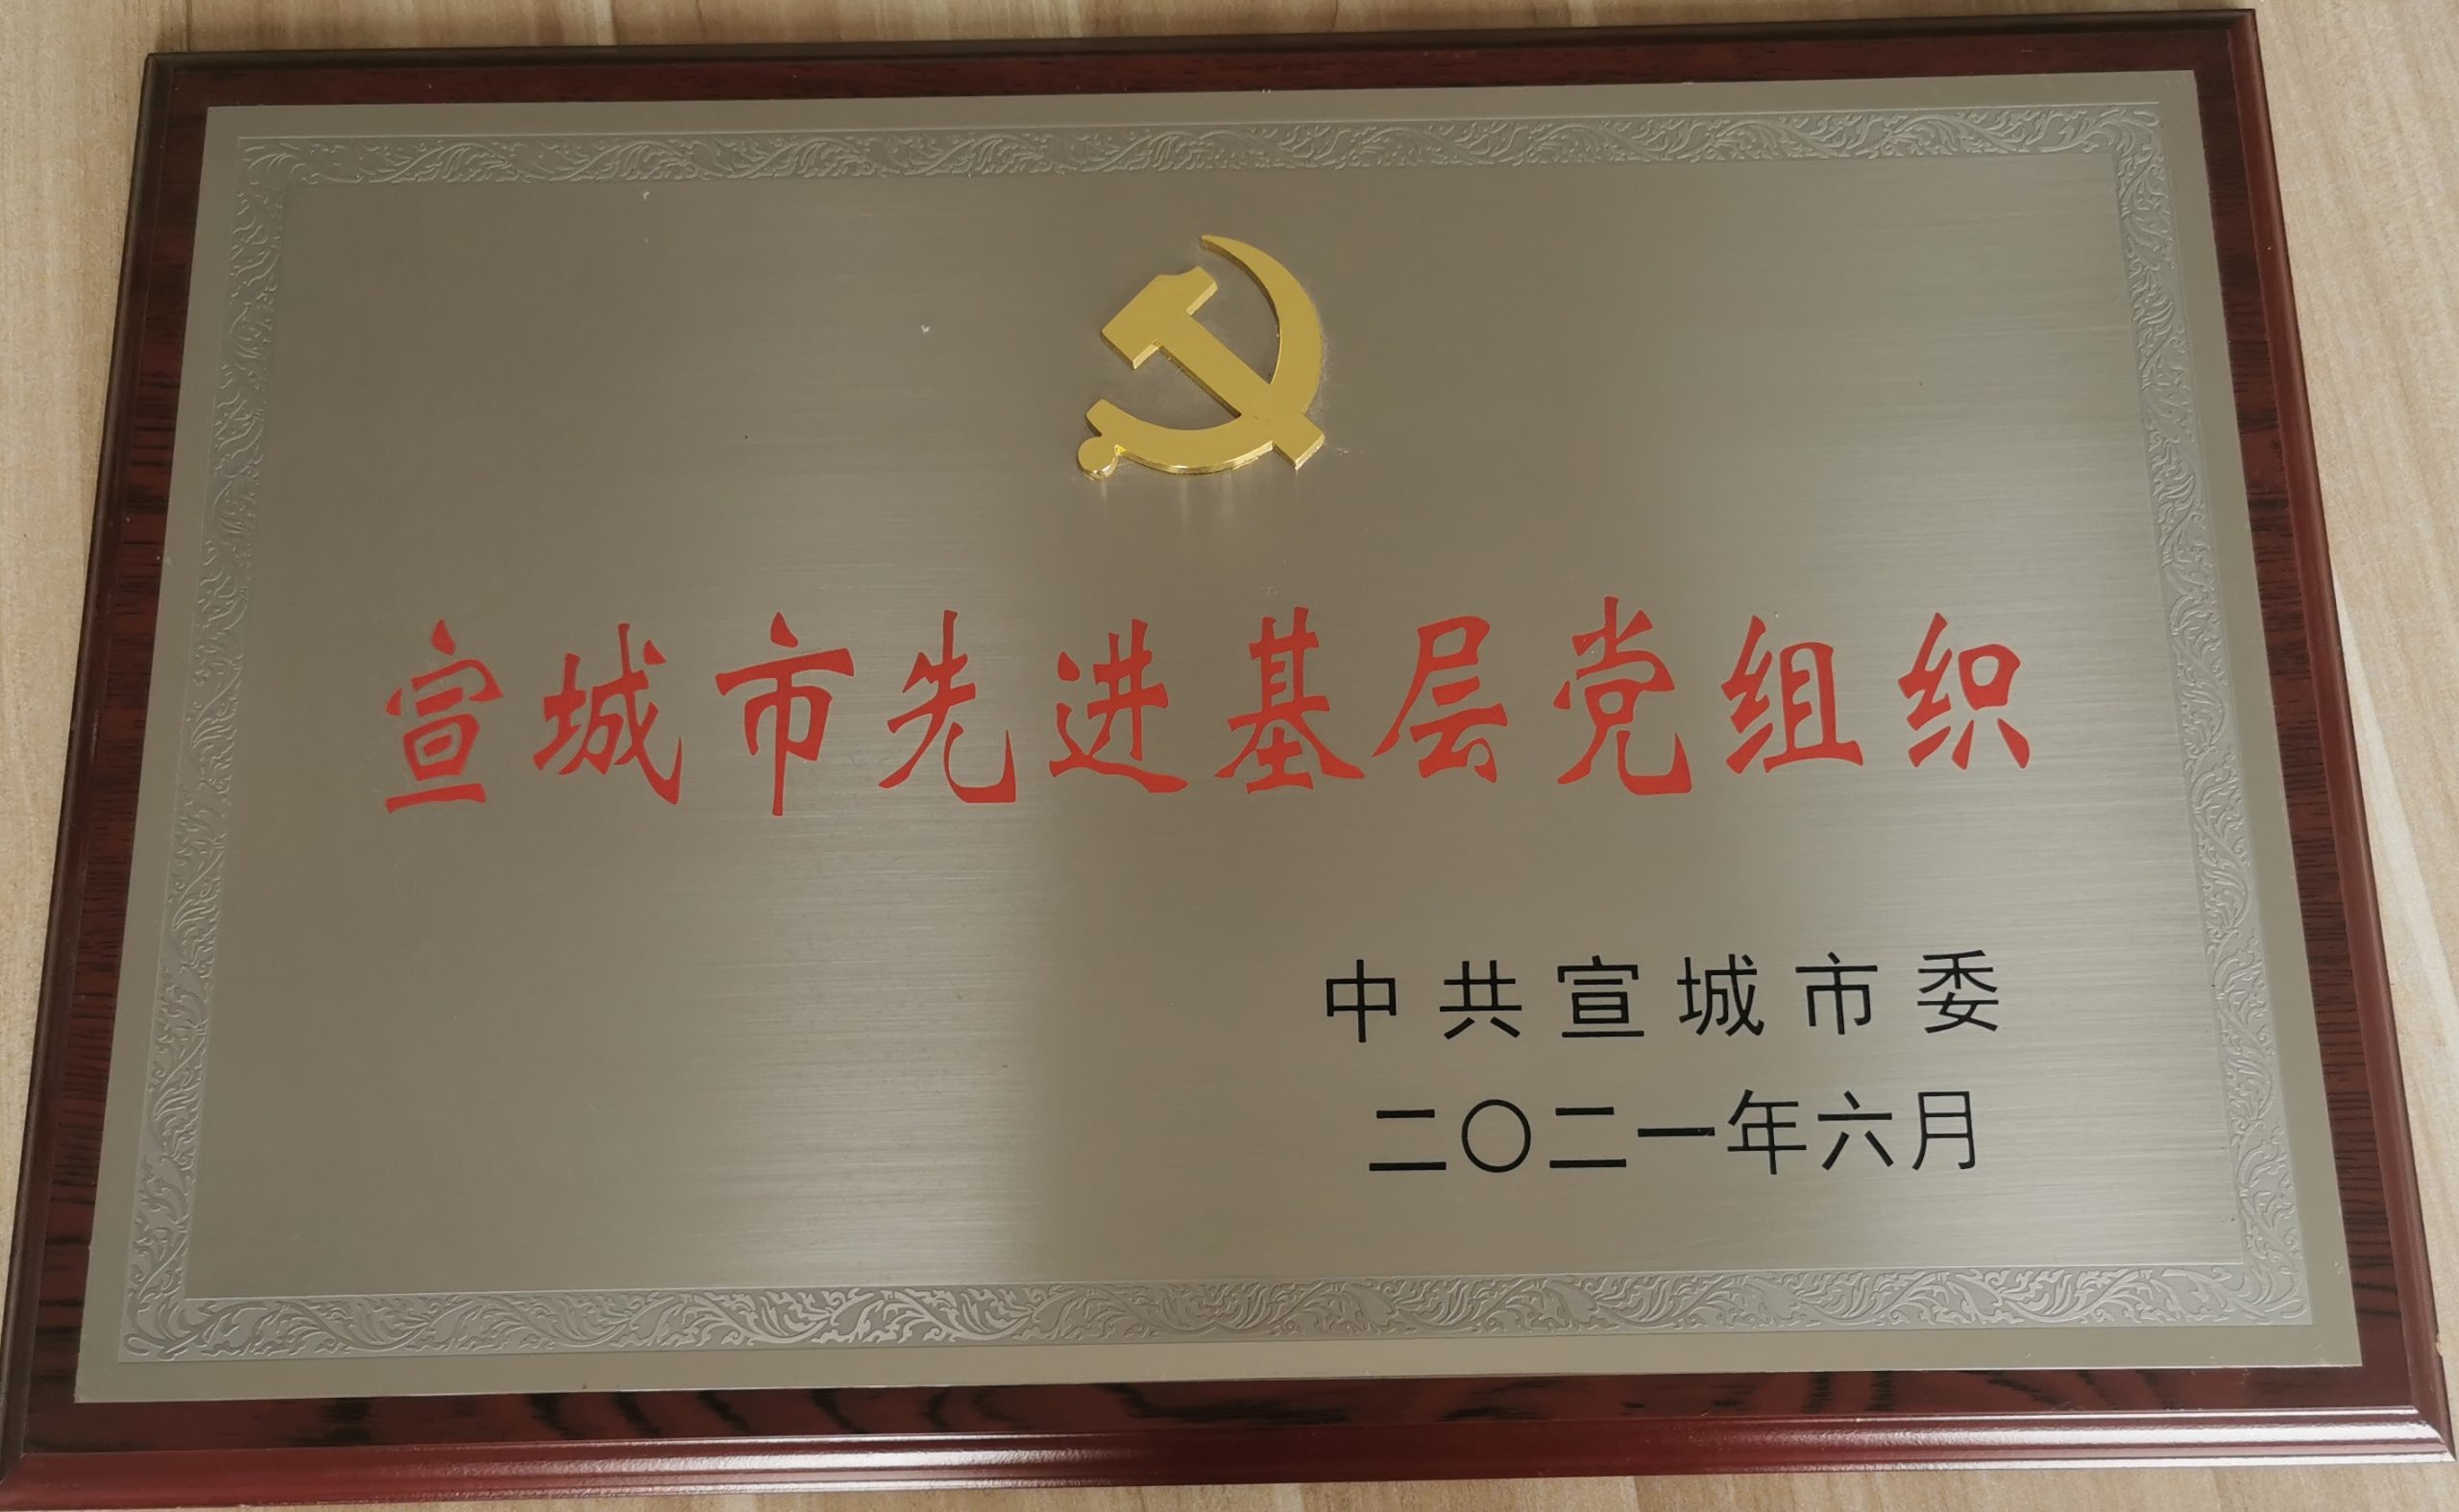 宣城市先进基层党组织
中共宣城市委
二〇二一年六月